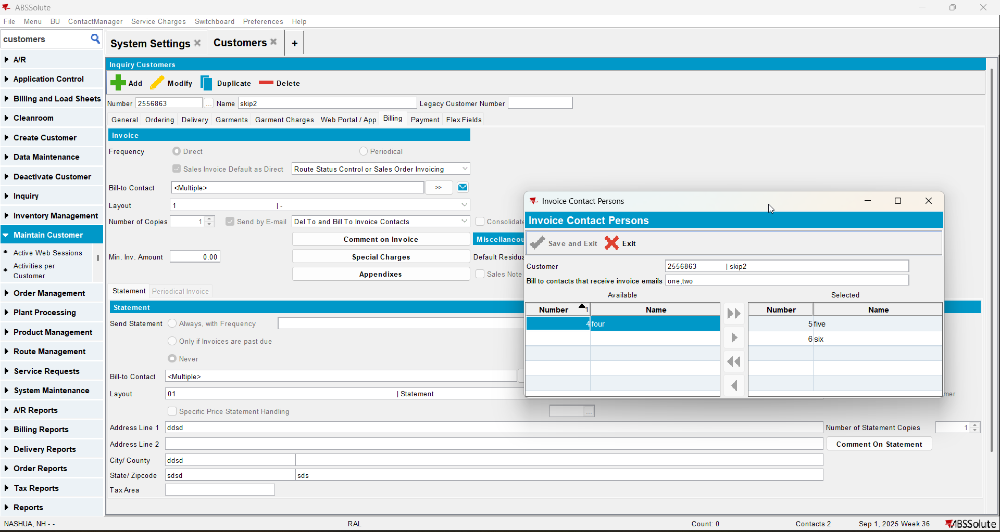 ABSSolute
File Menu BU ContactManager Service Charges Switchboard Preferences Help
customers
System Settings
Customers
+
A/R
Application Control
Billing and Load Sheets
Cleanroom
Create Customer
Data Maintenance
Deactivate Customer
Inquiry
Inventory Management
Maintain Customer
Active Web Sessions
Activities per
Customer
Order Management
Plant Processing
Product Management
Route Management
Service Requests
System Maintenance
A/R Reports
Billing Reports
Delivery Reports
Order Reports
Tax Reports
Reports
Inquiry Customers
Add Modify Duplicate Delete
Number 2556863 ... Name skip2 Legacy Customer Number
General Ordering Delivery Garments Garment Charges Web Portal / App Billing Payment Flex Fields
Invoice
Frequency Direct Periodical
Sales Invoice Default as Direct Route Status Control or Sales Order Invoicing
Bill-to Contact <Multiple> >>
Layout 1 | -
Number of Copies 1 Send by E-mail Del To and Bill To Invoice Contacts Consolidate
Comment on Invoice Miscellaneou
Min. Inv. Amount 0.00 Special Charges Default Residua
Appendixes Sales Note
Statement Periodical Invoice
Statement
Send Statement Always, with Frequency
Only if Invoices are past due
Never
Bill-to Contact <Multiple>
Layout 01 | Statement mer
Specific Price Statement Handling ...
Address Line 1 ddsd Number of Statement Copies 1
Address Line 2 Comment On Statement
City/ County ddsd
State/ Zipcode sdsd sds
Tax Area
Invoice Contact Persons
Invoice Contact Persons
Save and Exit Exit
Customer 2556863 | skip2
Bill to contacts that receive invoice emails one,two
Available Selected
Number 1 Name Number Name
4 four 5 five
6 six
NASHUA, NH - - RAL Count: 0 Contacts 2 Sep 1, 2025 Week 36 ABSSolute